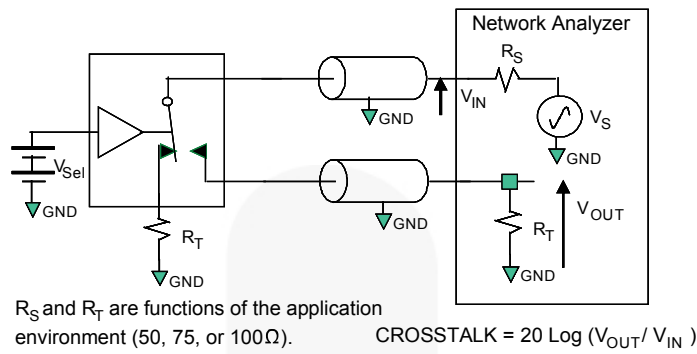 Network Analyzer
R_S
V_IN
V_S
GND
GND
V_Sel
GND
GND
V_OUT
R_T
R_T
GND
GND
R_S and R_T are functions of the application
environment (50, 75, or 100Ω).
CROSSTALK = 20 Log (V_OUT/ V_IN )